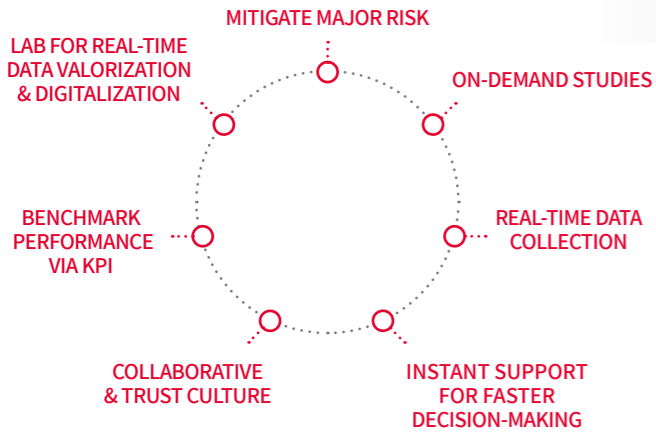 MITIGATE MAJOR RISK
LAB FOR REAL-TIME
DATA VALORIZATION
& DIGITALIZATION
ON-DEMAND STUDIES
BENCHMARK
PERFORMANCE
VIA KPI
REAL-TIME DATA
COLLECTION
COLLABORATIVE
& TRUST CULTURE
INSTANT SUPPORT
FOR FASTER
DECISION-MAKING